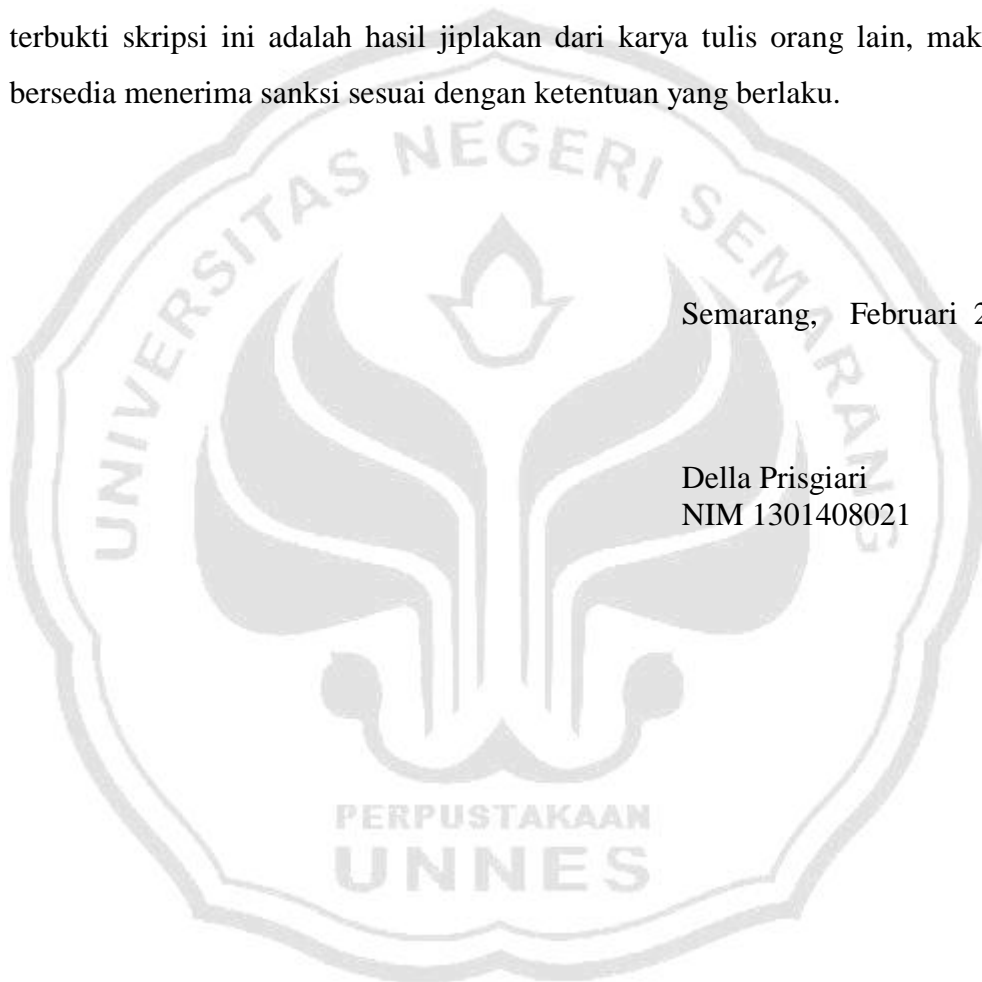 terbukti skripsi ini adalah hasil jiplakan dari karya tulis orang lain, mak
bersedia menerima sanksi sesuai dengan ketentuan yang berlaku.
UNIVERSITAS NEGERI SEMARANG
Semarang, Februari 2
Della Prisgiari
NIM 1301408021
PERPUSTAKAAN
UNNES